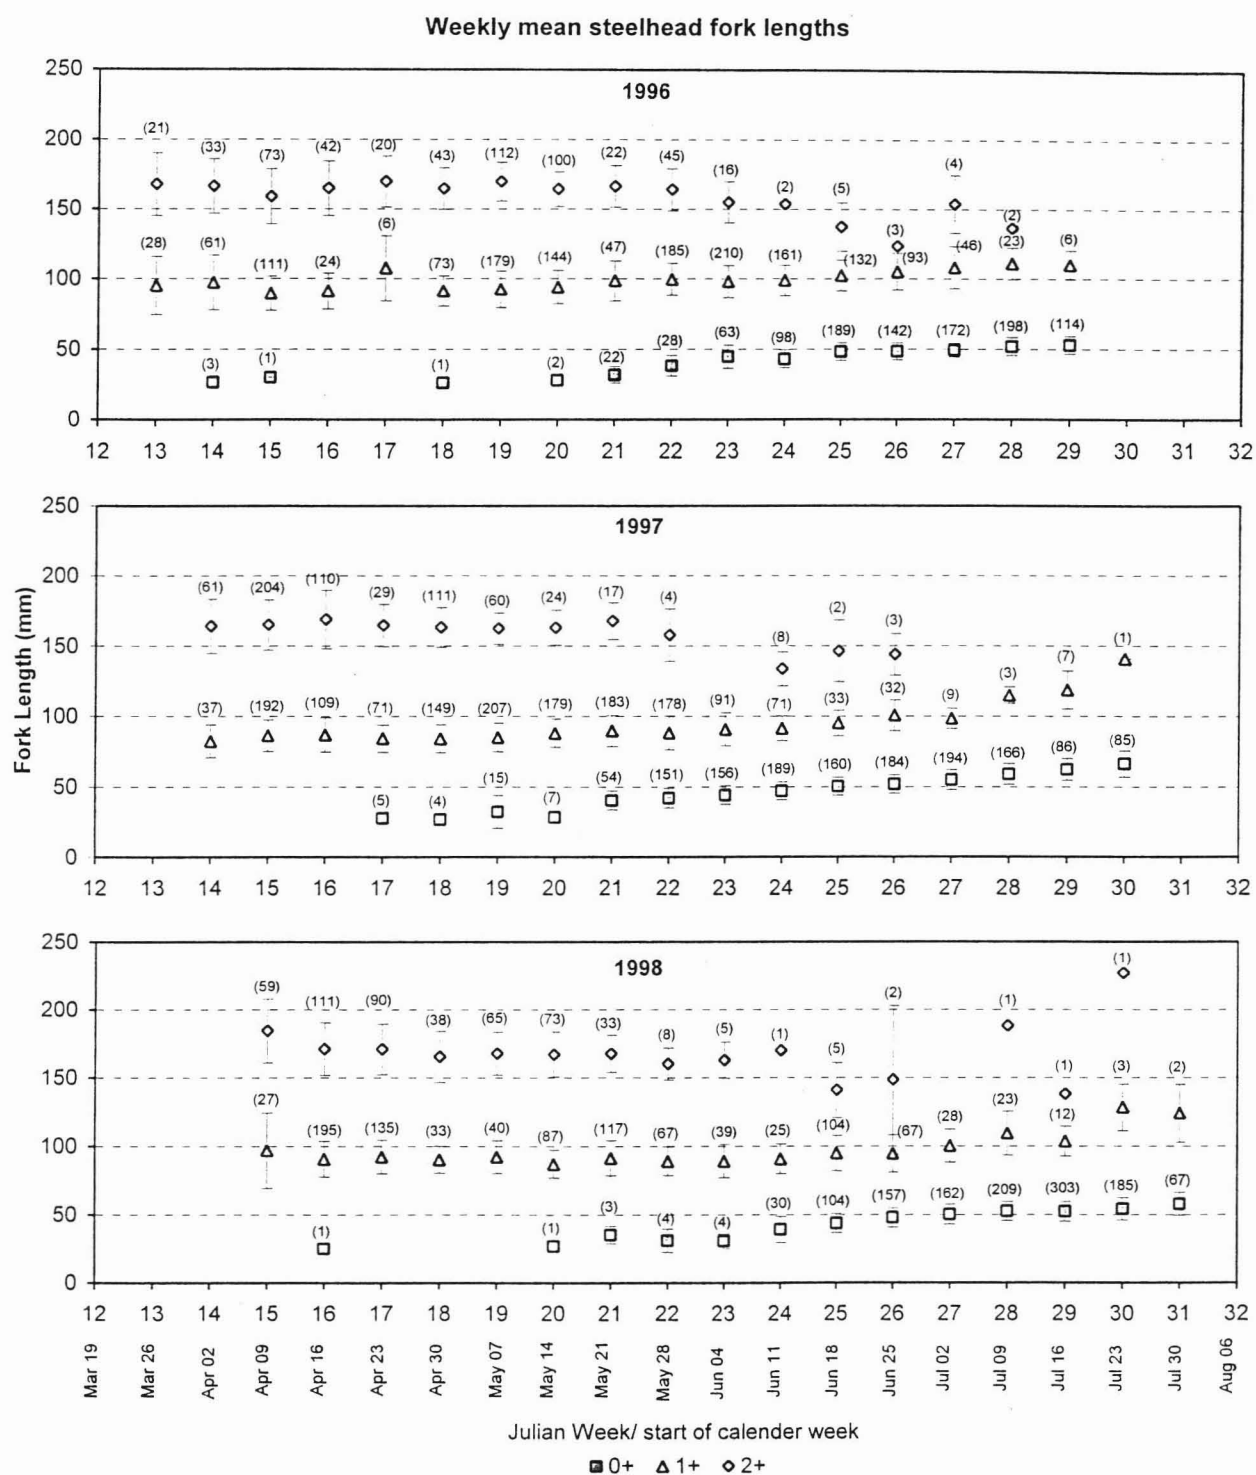 Weekly mean steelhead fork lengths
250
200
150
100
50
0
1996
(21) (33) (73) (42) (20) (43) (112) (100) (22) (45) (16) (2) (5) (3) (4) (2)
(28) (61) (111) (24) (6) (73) (179) (144) (47) (185) (210) (161) (132) (93) (46) (23) (6)
(3) (1) (1) (2) (22) (28) (63) (98) (189) (142) (172) (198) (114)
12 13 14 15 16 17 18 19 20 21 22 23 24 25 26 27 28 29 30 31 32
Fork Length (mm)
250
200
150
100
50
0
1997
(61) (204) (110) (29) (111) (60) (24) (17) (4) (8) (2) (3)
(37) (192) (109) (71) (149) (207) (179) (183) (178) (91) (71) (33) (32) (9) (3) (7) (1)
(5) (4) (15) (7) (54) (151) (156) (189) (160) (184) (194) (166) (86) (85)
12 13 14 15 16 17 18 19 20 21 22 23 24 25 26 27 28 29 30 31 32
250
200
150
100
50
0
1998
(59) (111) (90) (38) (65) (73) (33) (8) (5) (1) (5) (2) (1) (1) (1)
(27) (195) (135) (33) (40) (87) (117) (67) (39) (25) (104) (67) (28) (23) (12) (3) (2)
(1) (1) (3) (4) (4) (30) (104) (157) (162) (209) (303) (185) (67)
12 13 14 15 16 17 18 19 20 21 22 23 24 25 26 27 28 29 30 31 32
Mar 19 Mar 26 Apr 02 Apr 09 Apr 16 Apr 23 Apr 30 May 07 May 14 May 21 May 28 Jun 04 Jun 11 Jun 18 Jun 25 Jul 02 Jul 09 Jul 16 Jul 23 Jul 30 Aug 06
Julian Week/ start of calender week
0+ 1+ 2+